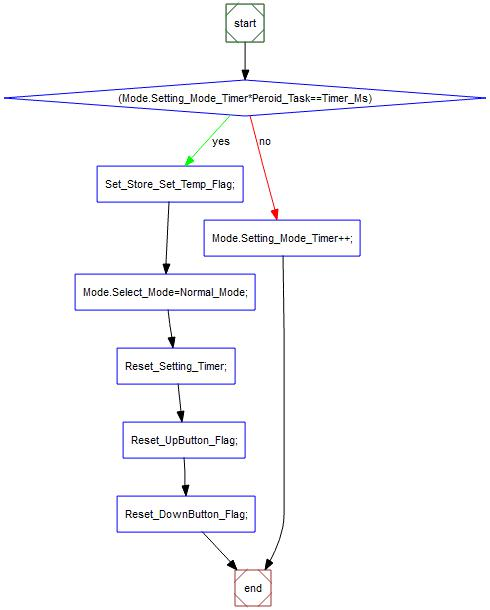 start
(Mode.Setting_Mode_Timer*Peroid_Task==Timer_Ms)
yes
no
Set_Store_Set_Temp_Flag;
Mode.Setting_Mode_Timer++;
Mode.Select_Mode=Normal_Mode;
Reset_Setting_Timer;
Reset_UpButton_Flag;
Reset_DownButton_Flag;
end